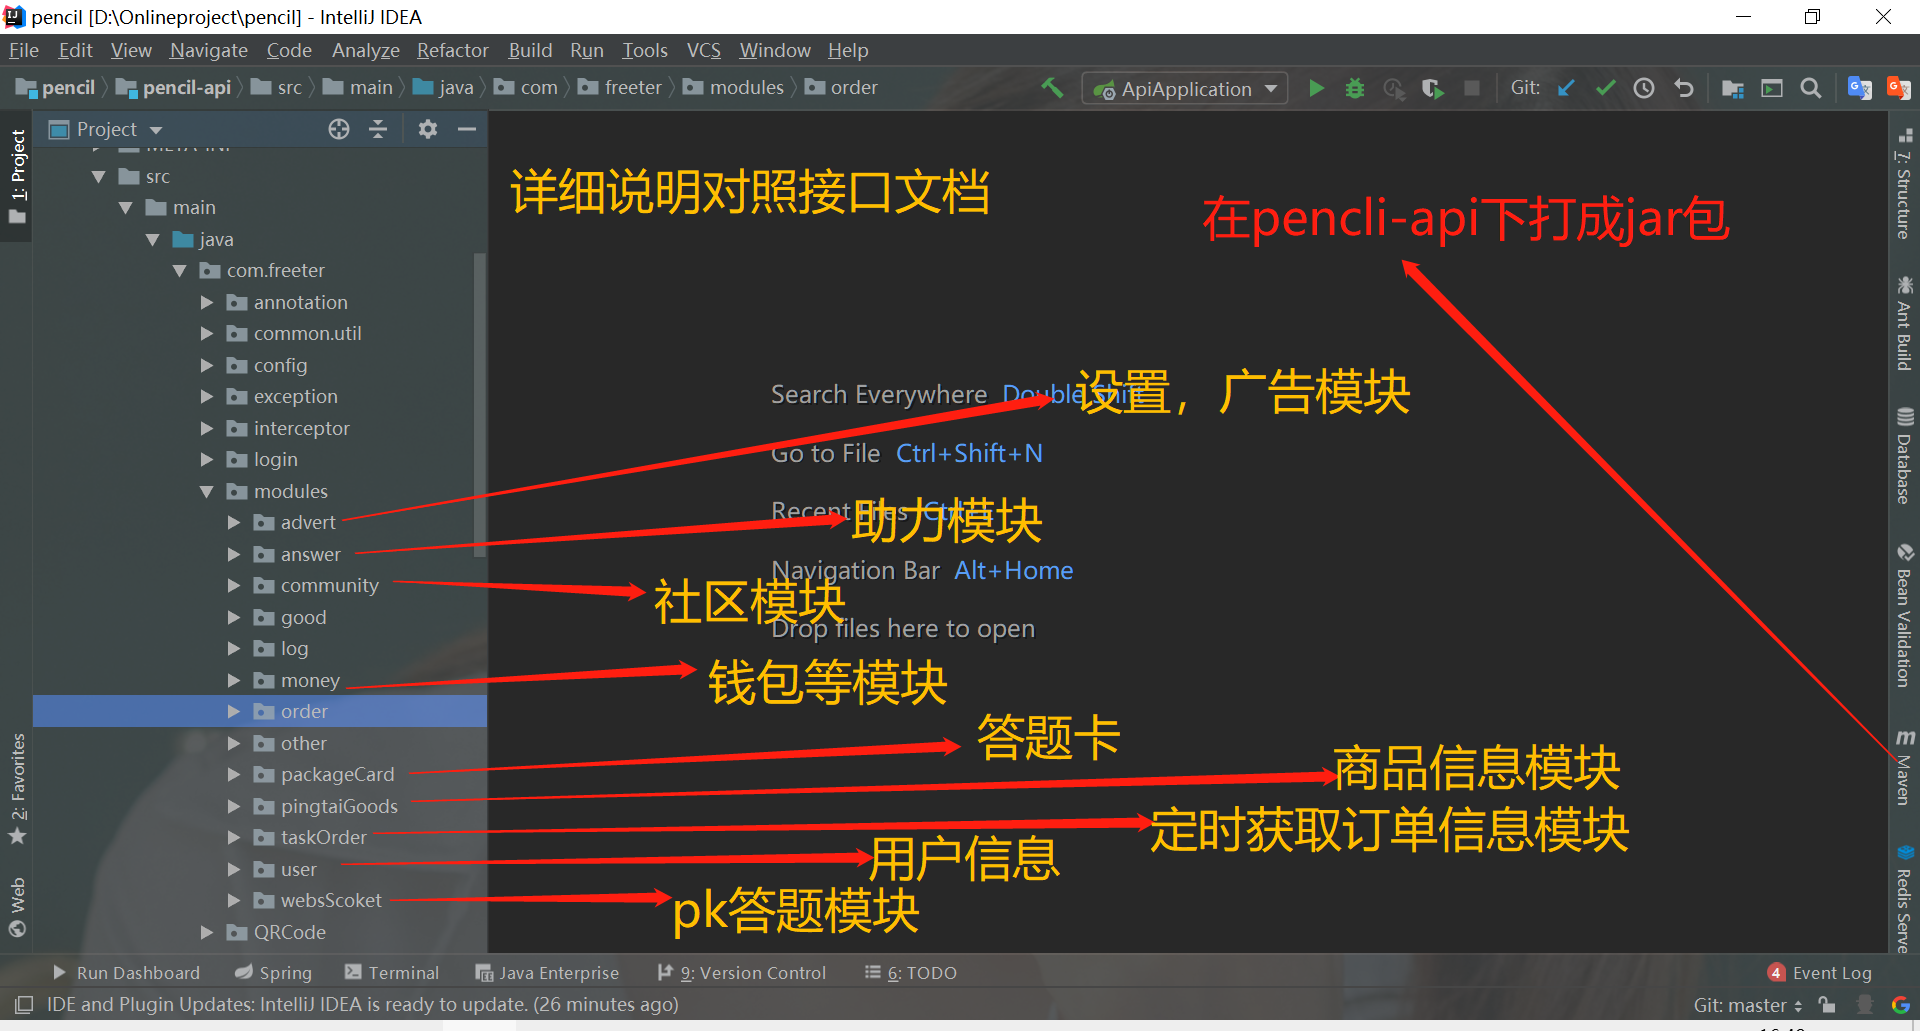 pencil [D:\Onlineproject\pencil] - IntelliJ IDEA
File Edit View Navigate Code Analyze Refactor Build Run Tools VCS Window Help
pencil pencil-api src main java com freeter modules order ApiApplication Git:
1: Project
Project
META-INF
src
main
java
com.freeter
annotation
common.util
config
exception
interceptor
login
modules
advert
answer
community
good
log
money
order
other
packageCard
pingtaiGoods
taskOrder
user
websScoket
QRCode
2: Favorites
Web
详细说明对照接口文档
在pencli-api下打成jar包
Search Everywhere Double Shift
设置，广告模块
Go to File Ctrl+Shift+N
Recent Files
助力模块
Navigation Bar Alt+Home
社区模块
Drop files here to open
钱包等模块
答题卡
商品信息模块
定时获取订单信息模块
用户信息
pk答题模块
7: Structure
Ant Build
Database
Bean Validation
m Maven
Redis Serve
Run Dashboard Spring Terminal Java Enterprise 9: Version Control 6: TODO 4 Event Log
IDE and Plugin Updates: IntelliJ IDEA is ready to update. (26 minutes ago) Git: master